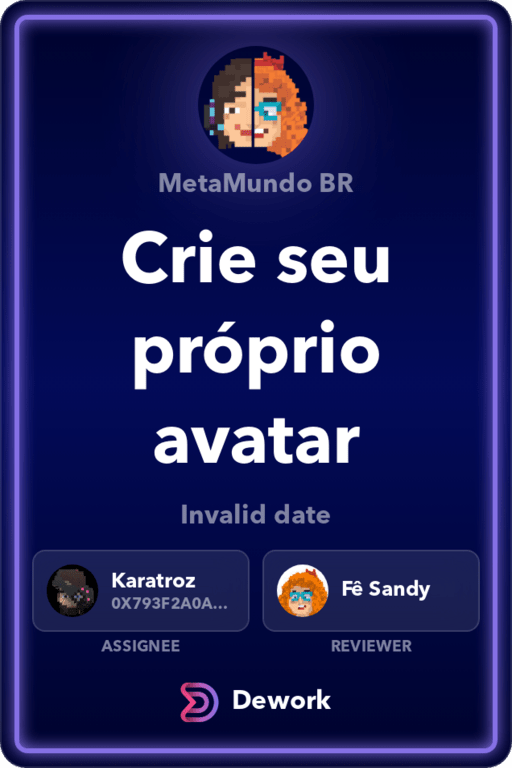 MetaMundo BR
Crie seu
próprio
avatar
Invalid date
Karatroz
0X793F2A0A...
Fê Sandy
ASSIGNEE
REVIEWER
Dework